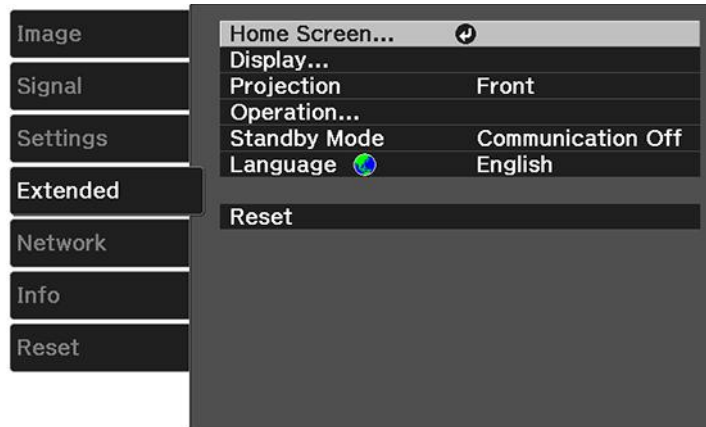 Image
Signal
Settings
Extended
Network
Info
Reset
Home Screen...
Display...
Projection Front
Operation...
Standby Mode Communication Off
Language English
Reset